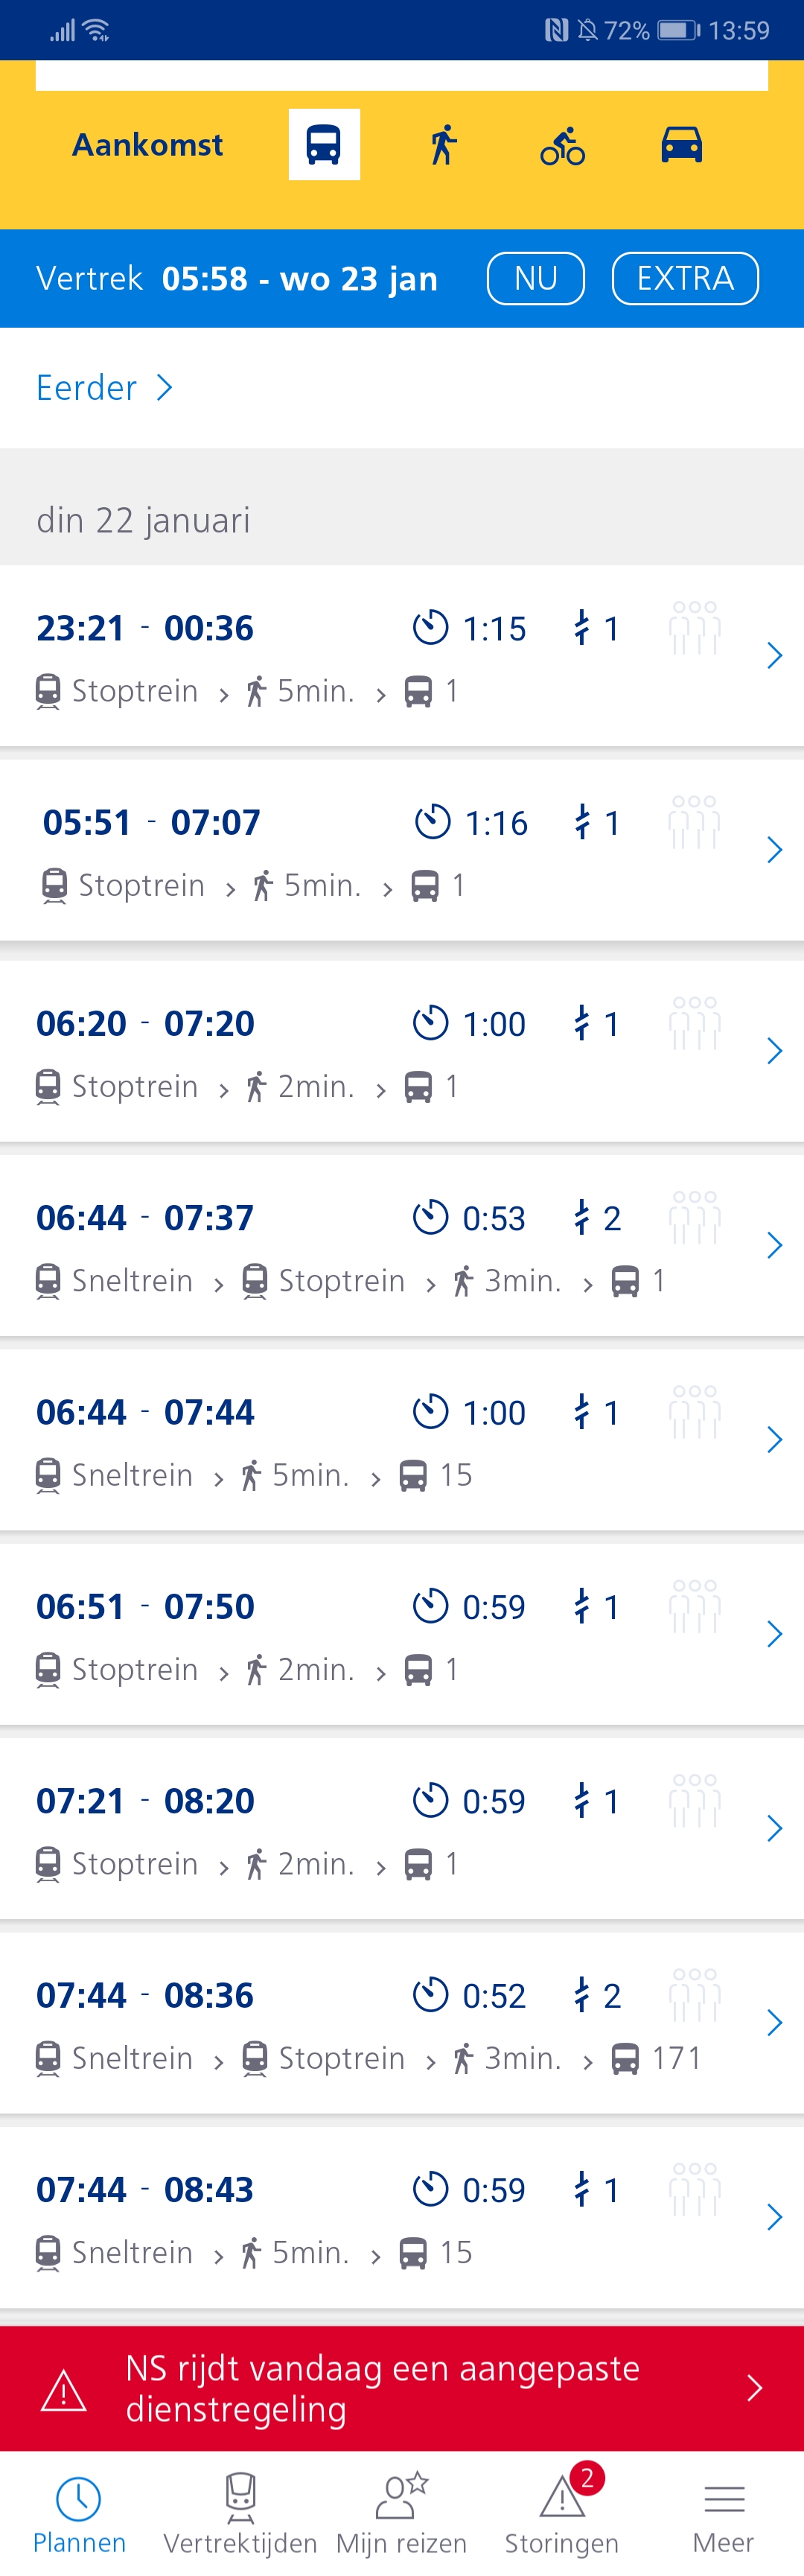 72% 13:59
Aankomst
Vertrek 05:58 - wo 23 jan NU EXTRA
Eerder >
din 22 januari
23:21 - 00:36 1:15 1
Stoptrein > 5min. > 1
05:51 - 07:07 1:16 1
Stoptrein > 5min. > 1
06:20 - 07:20 1:00 1
Stoptrein > 2min. > 1
06:44 - 07:37 0:53 2
Sneltrein > Stoptrein > 3min. > 1
06:44 - 07:44 1:00 1
Sneltrein > 5min. > 15
06:51 - 07:50 0:59 1
Stoptrein > 2min. > 1
07:21 - 08:20 0:59 1
Stoptrein > 2min. > 1
07:44 - 08:36 0:52 2
Sneltrein > Stoptrein > 3min. > 171
07:44 - 08:43 0:59 1
Sneltrein > 5min. > 15
NS rijdt vandaag een aangepaste
dienstregeling
2
Plannen Vertrektijden Mijn reizen Storingen Meer